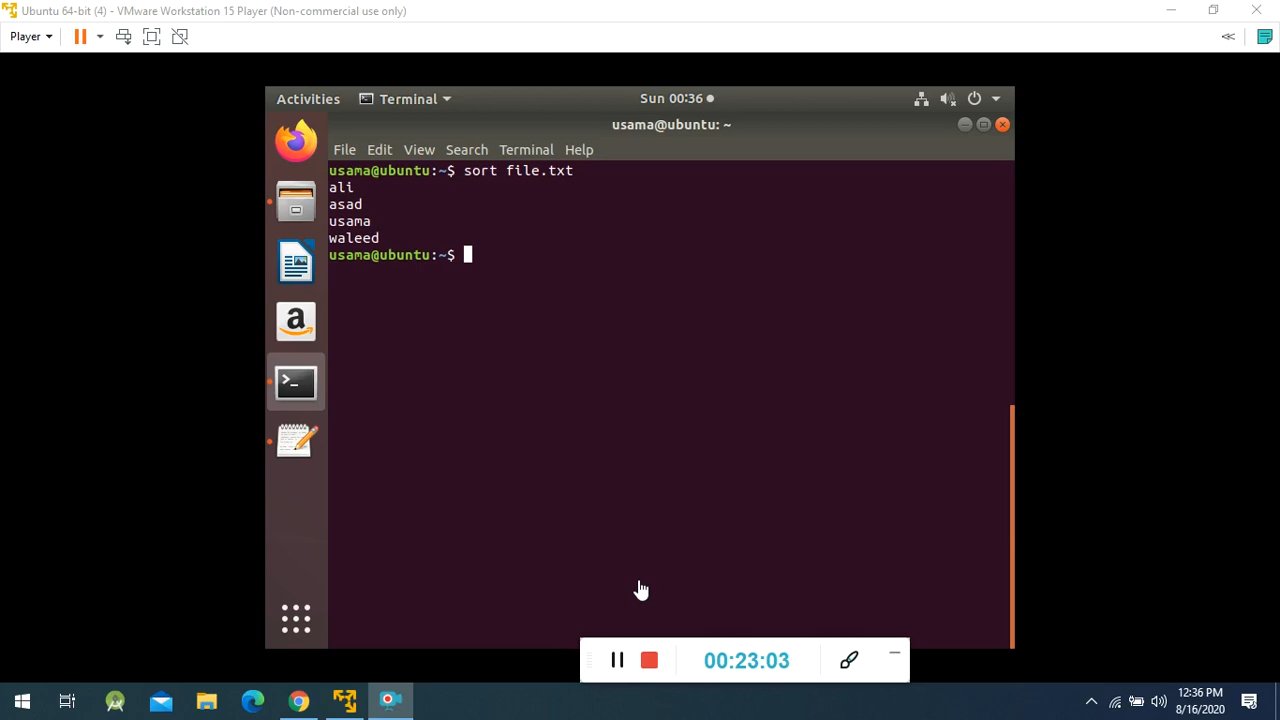 Ubuntu 64-bit (4) - VMware Workstation 15 Player (Non-commercial use only)
Player
Activities Terminal Sun 00:36
usama@ubuntu: ~
File Edit View Search Terminal Help
usama@ubuntu:~$ sort file.txt
ali
asad
usama
waleed
usama@ubuntu:~$
00:23:03
12:36 PM
8/16/2020